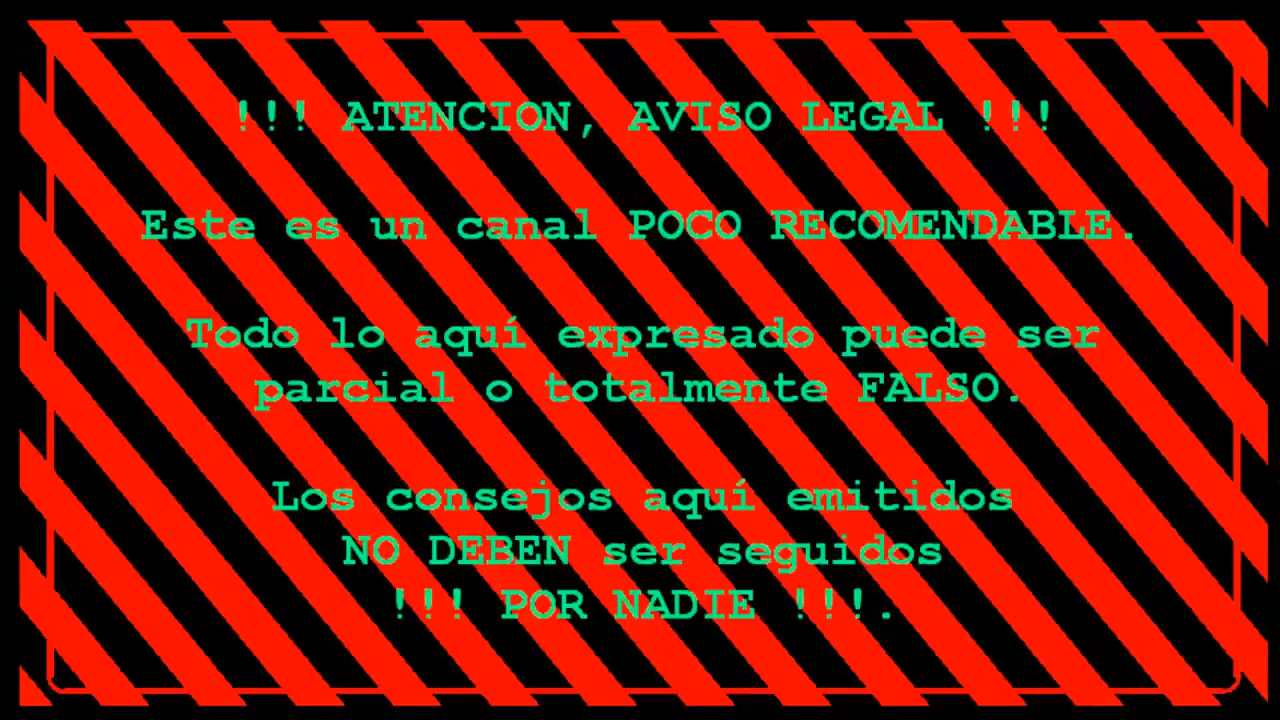 !!! ATENCION, AVISO LEGAL !!!
Este es un canal POCO RECOMENDABLE.
Todo lo aquí expresado puede ser
parcial o totalmente FALSO.
Los consejos aquí emitidos
NO DEBEN ser seguidos
!!! POR NADIE !!!.